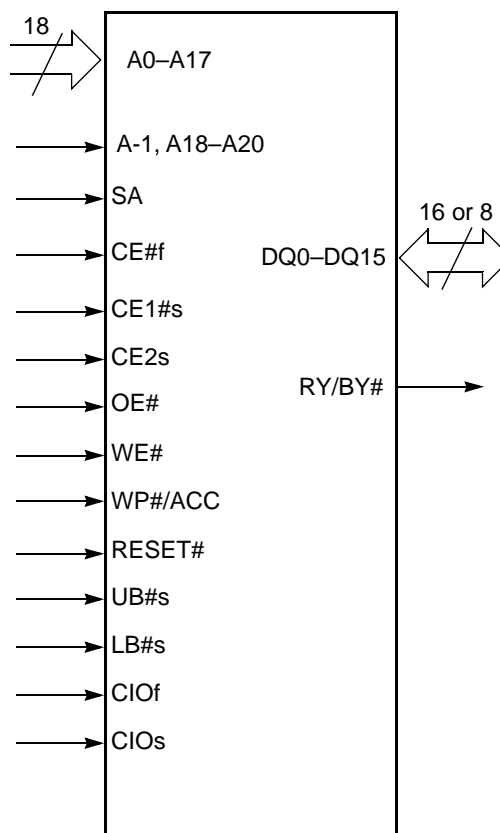 18
A0–A17
A-1, A18–A20
SA
16 or 8
CE#f
DQ0–DQ15
CE1#s
CE2s
RY/BY#
OE#
WE#
WP#/ACC
RESET#
UB#s
LB#s
CIOf
CIOs